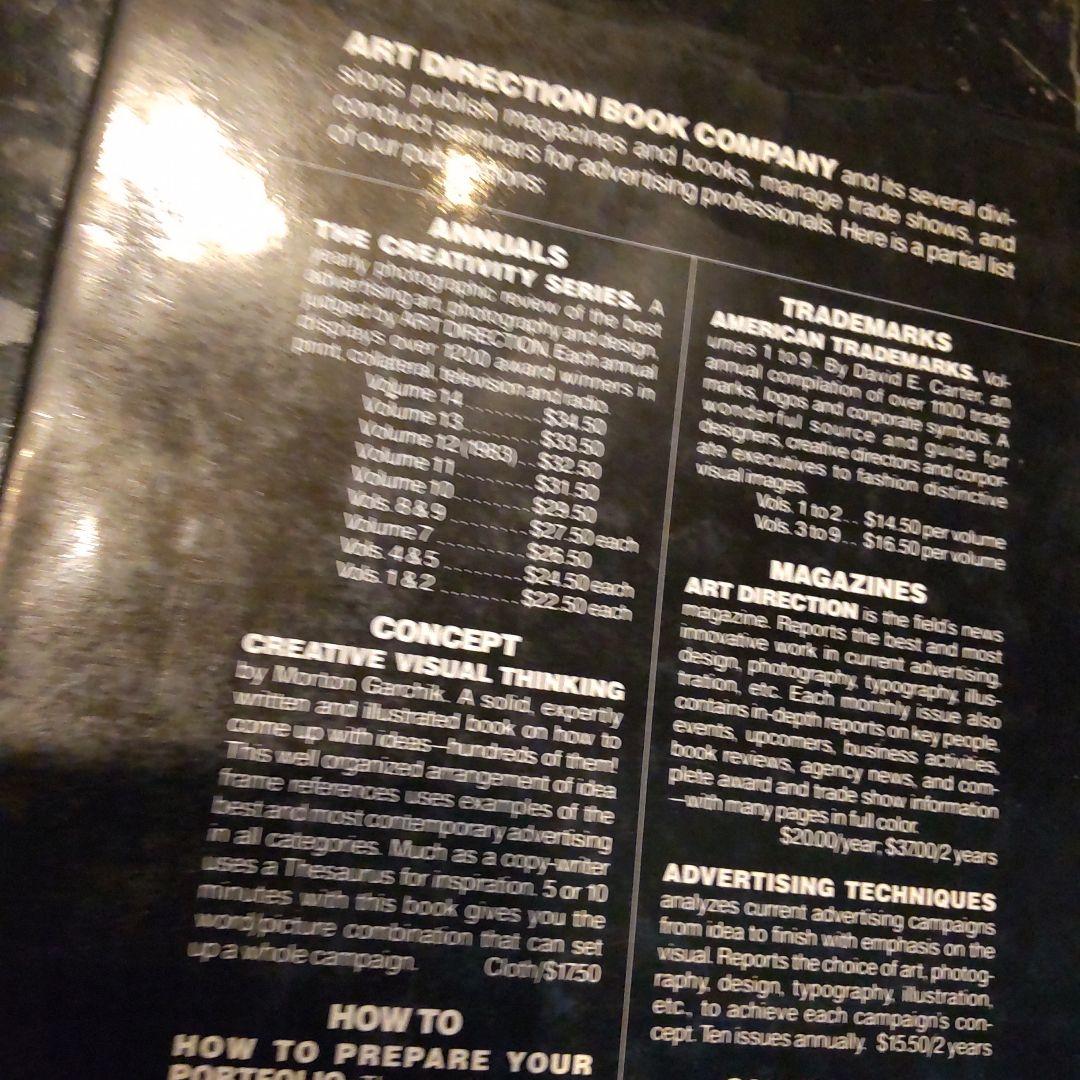 ART DIRECTION BOOK COMPANY and its several divi-
sions publish magazines and books, manage trade shows, and
conduct seminars for advertising professionals. Here is a partial list
of our publications:
ANNUALS
THE CREATIVITY SERIES. A
yearly photographic review of the best
advertising art, photography and design,
judged by ART DIRECTION. Each annual
displays over 1200 award winners in
print, collateral, television and radio.
Volume 14 ........ $34.50
Volume 13 ........ $33.50
Volume 12 (1983) ... $32.50
Volume 11 ........ $31.50
Volume 10 ........ $29.50
Vols. 8 & 9 ........ $27.50 each
Volume 7 ........ $26.50
Vols. 4 & 5 ........ $24.50 each
Vols. 1 & 2 ........ $22.50 each
CONCEPT
CREATIVE VISUAL THINKING
by Morton Garchik. A solid, expertly
written and illustrated book on how to
come up with ideas—hundreds of them!
This well organized arrangement of idea
frame references uses examples of the
best and most contemporary advertising
in all categories. Much as a copy-writer
uses a Thesaurus for inspiration. 5 or 10
minutes with this book gives you the
word/picture combination that can set
up a whole campaign. Cloth/$17.50
HOW TO
HOW TO PREPARE YOUR
PORTFOLIO.
TRADEMARKS
AMERICAN TRADEMARKS. Vol-
umes 1 to 9. By David E. Carter, an
annual compilation of over 1100 trade
marks, logos and corporate symbols. A
wonderful source and guide for
designers, creative directors and corpor-
ate executives to fashion distinctive
visual images.
Vols. 1 to 2 ... $14.50 per volume
Vols. 3 to 9 ... $16.50 per volume
MAGAZINES
ART DIRECTION is the field's news
magazine. Reports the best and most
innovative work in current advertising,
design, photography, typography, illus-
tration, etc. Each monthly issue also
contains in-depth reports on key people,
events, upcomers, business activities,
book reviews, agency news, and com-
plete award and trade show information
—with many pages in full color.
$20.00/year; $32.00/2 years
ADVERTISING TECHNIQUES
analyzes current advertising campaigns
from idea to finish with emphasis on the
visual. Reports the choice of art, photog-
raphy, design, typography, illustration,
etc., to achieve each campaign's con-
cept. Ten issues annually. $15.50/2 years